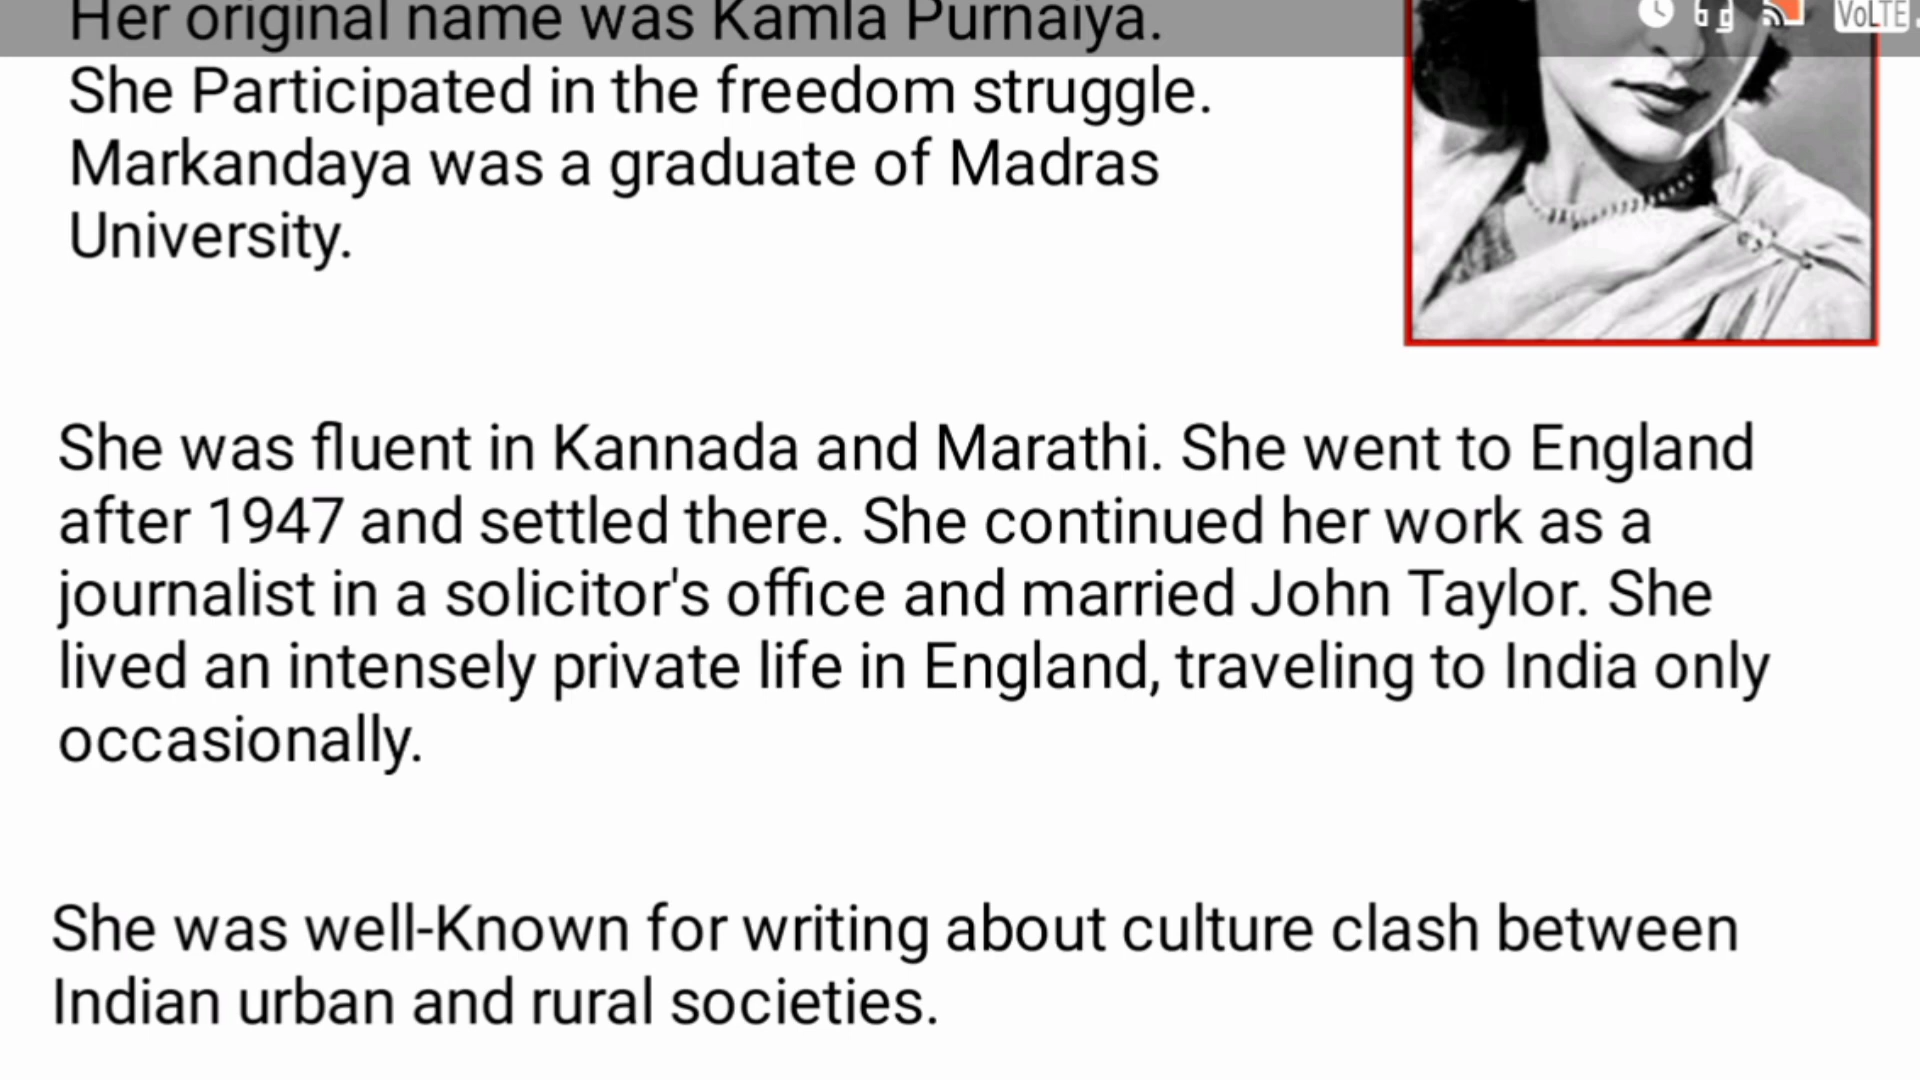 Her original name was Kamla Purnaiya.
VoLTE
She Participated in the freedom struggle.
Markandaya was a graduate of Madras
University.
She was fluent in Kannada and Marathi. She went to England
after 1947 and settled there. She continued her work as a
journalist in a solicitor's office and married John Taylor. She
lived an intensely private life in England, traveling to India only
occasionally.
She was well-Known for writing about culture clash between
Indian urban and rural societies.